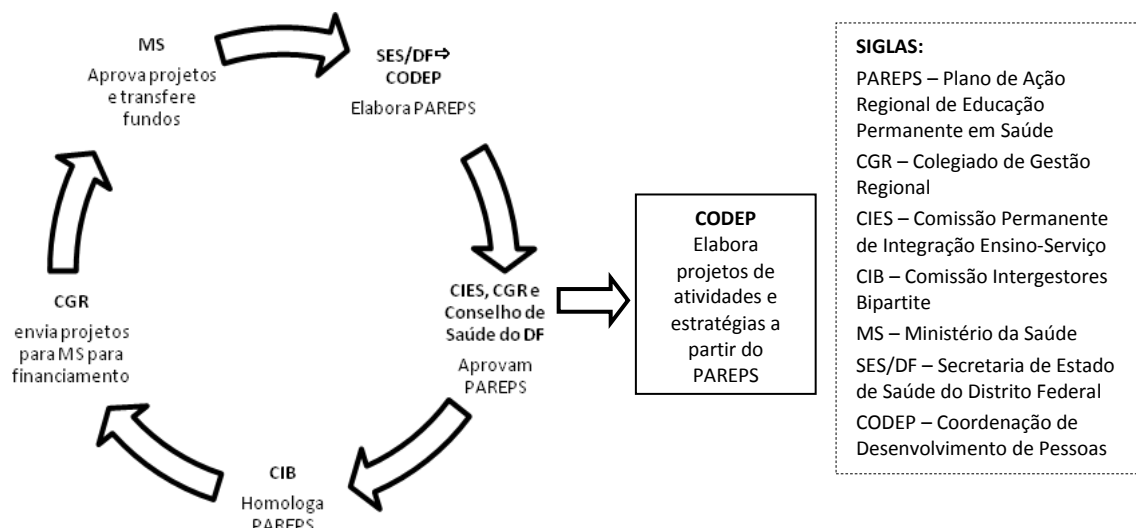 MS
Aprova projetos
e transfere
fundos
SES/DF⇨
CODEP
Elabora PAREPS
CIES, CGR e
Conselho de
Saúde do DF
Aprovam
PAREPS
CODEP
Elabora
projetos de
atividades e
estratégias a
partir do
PAREPS
CIB
Homologa
PAREPS
CGR
envia projetos
para MS para
financiamento
SIGLAS:
PAREPS – Plano de Ação
Regional de Educação
Permanente em Saúde
CGR – Colegiado de Gestão
Regional
CIES – Comissão Permanente
de Integração Ensino-Serviço
CIB – Comissão Intergestores
Bipartite
MS – Ministério da Saúde
SES/DF – Secretaria de Estado
de Saúde do Distrito Federal
CODEP – Coordenação de
Desenvolvimento de Pessoas